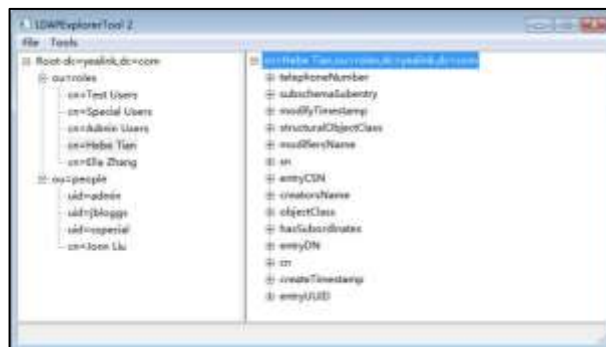 LDAPExplorerTool 2
File Tools
Root dc=yealink,dc=com
ou=roles
cn=Test Users
cn=Special Users
cn=Admin Users
cn=Hebe Tian
cn=Ella Zhang
ou=people
uid=admin
uid=jbloggs
uid=sspecial
cn=Jonn Liu
cn=Hebe Tian,ou=roles,dc=yealink,dc=com
telephoneNumber
subschemaSubentry
modifyTimestamp
structuralObjectClass
modifiersName
sn
entryCSN
creatorsName
objectClass
hasSubordinates
entryDN
cn
createTimestamp
entryUUID